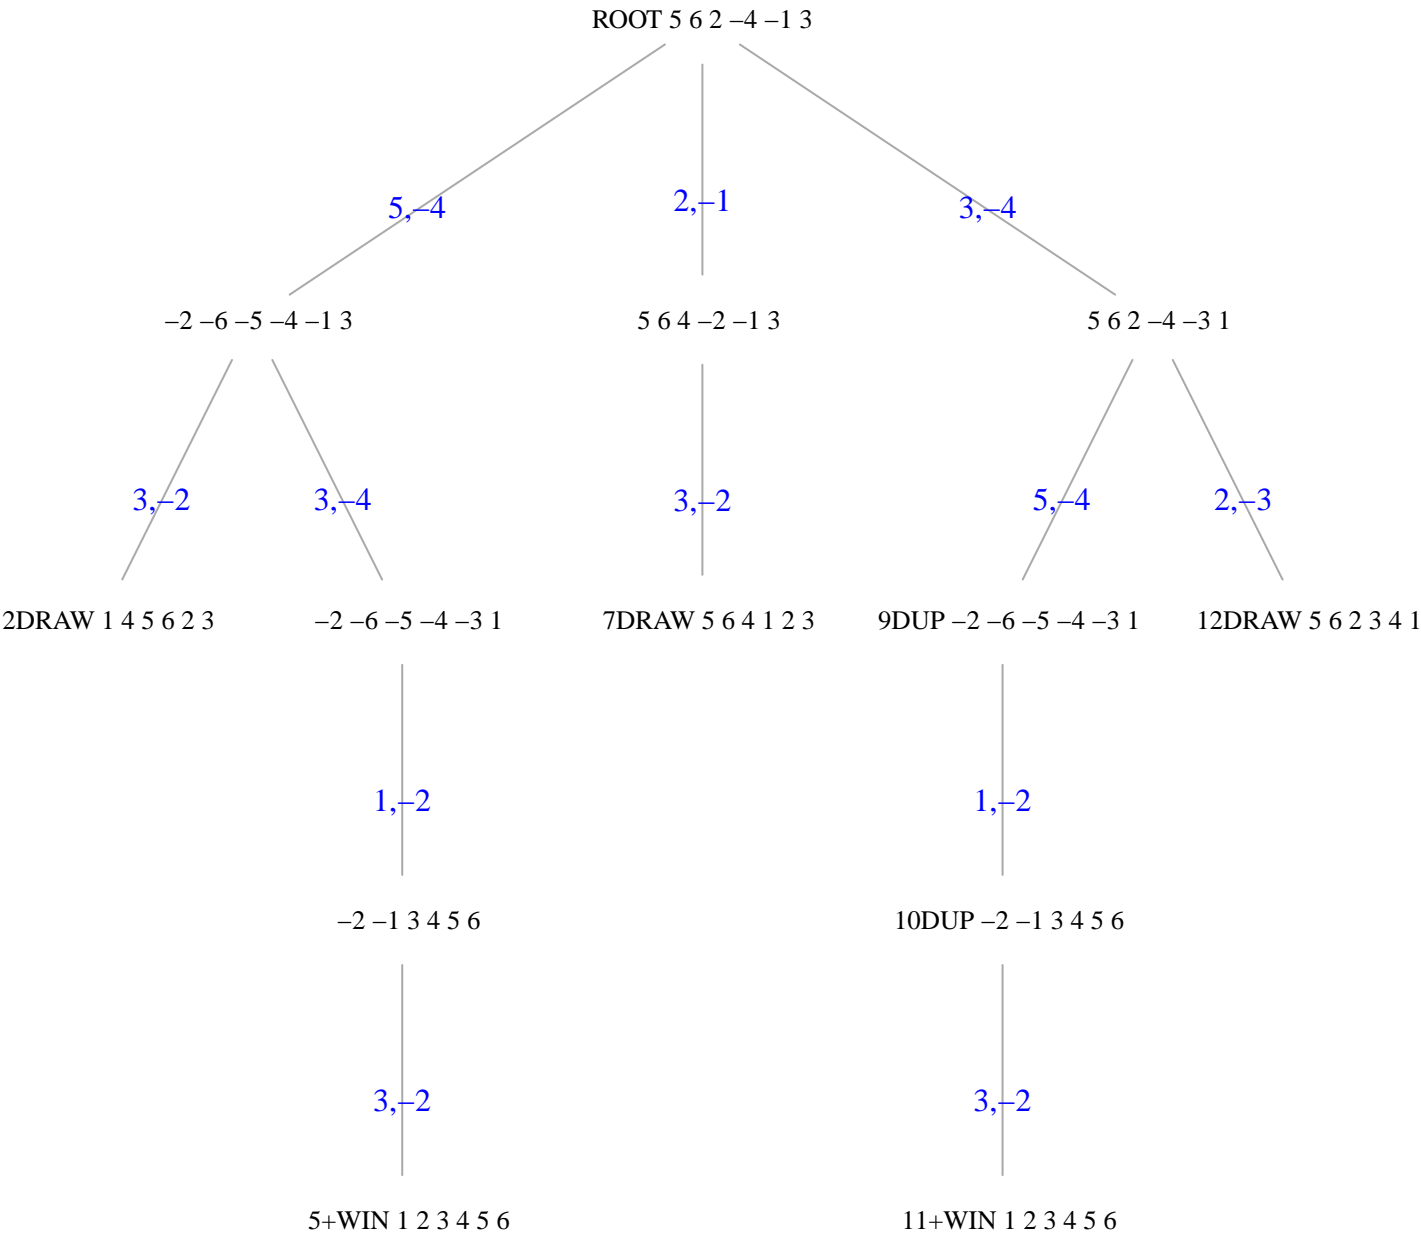 ROOT 5 6 2 –4 –1 3
5,–4
2,–1
3,–4
–2 –6 –5 –4 –1 3
5 6 4 –2 –1 3
5 6 2 –4 –3 1
3,–2
3,–4
3,–2
5,–4
2,–3
2DRAW 1 4 5 6 2 3
–2 –6 –5 –4 –3 1
7DRAW 5 6 4 1 2 3
9DUP –2 –6 –5 –4 –3 1
12DRAW 5 6 2 3 4 1
1,–2
1,–2
–2 –1 3 4 5 6
10DUP –2 –1 3 4 5 6
3,–2
3,–2
5+WIN 1 2 3 4 5 6
11+WIN 1 2 3 4 5 6